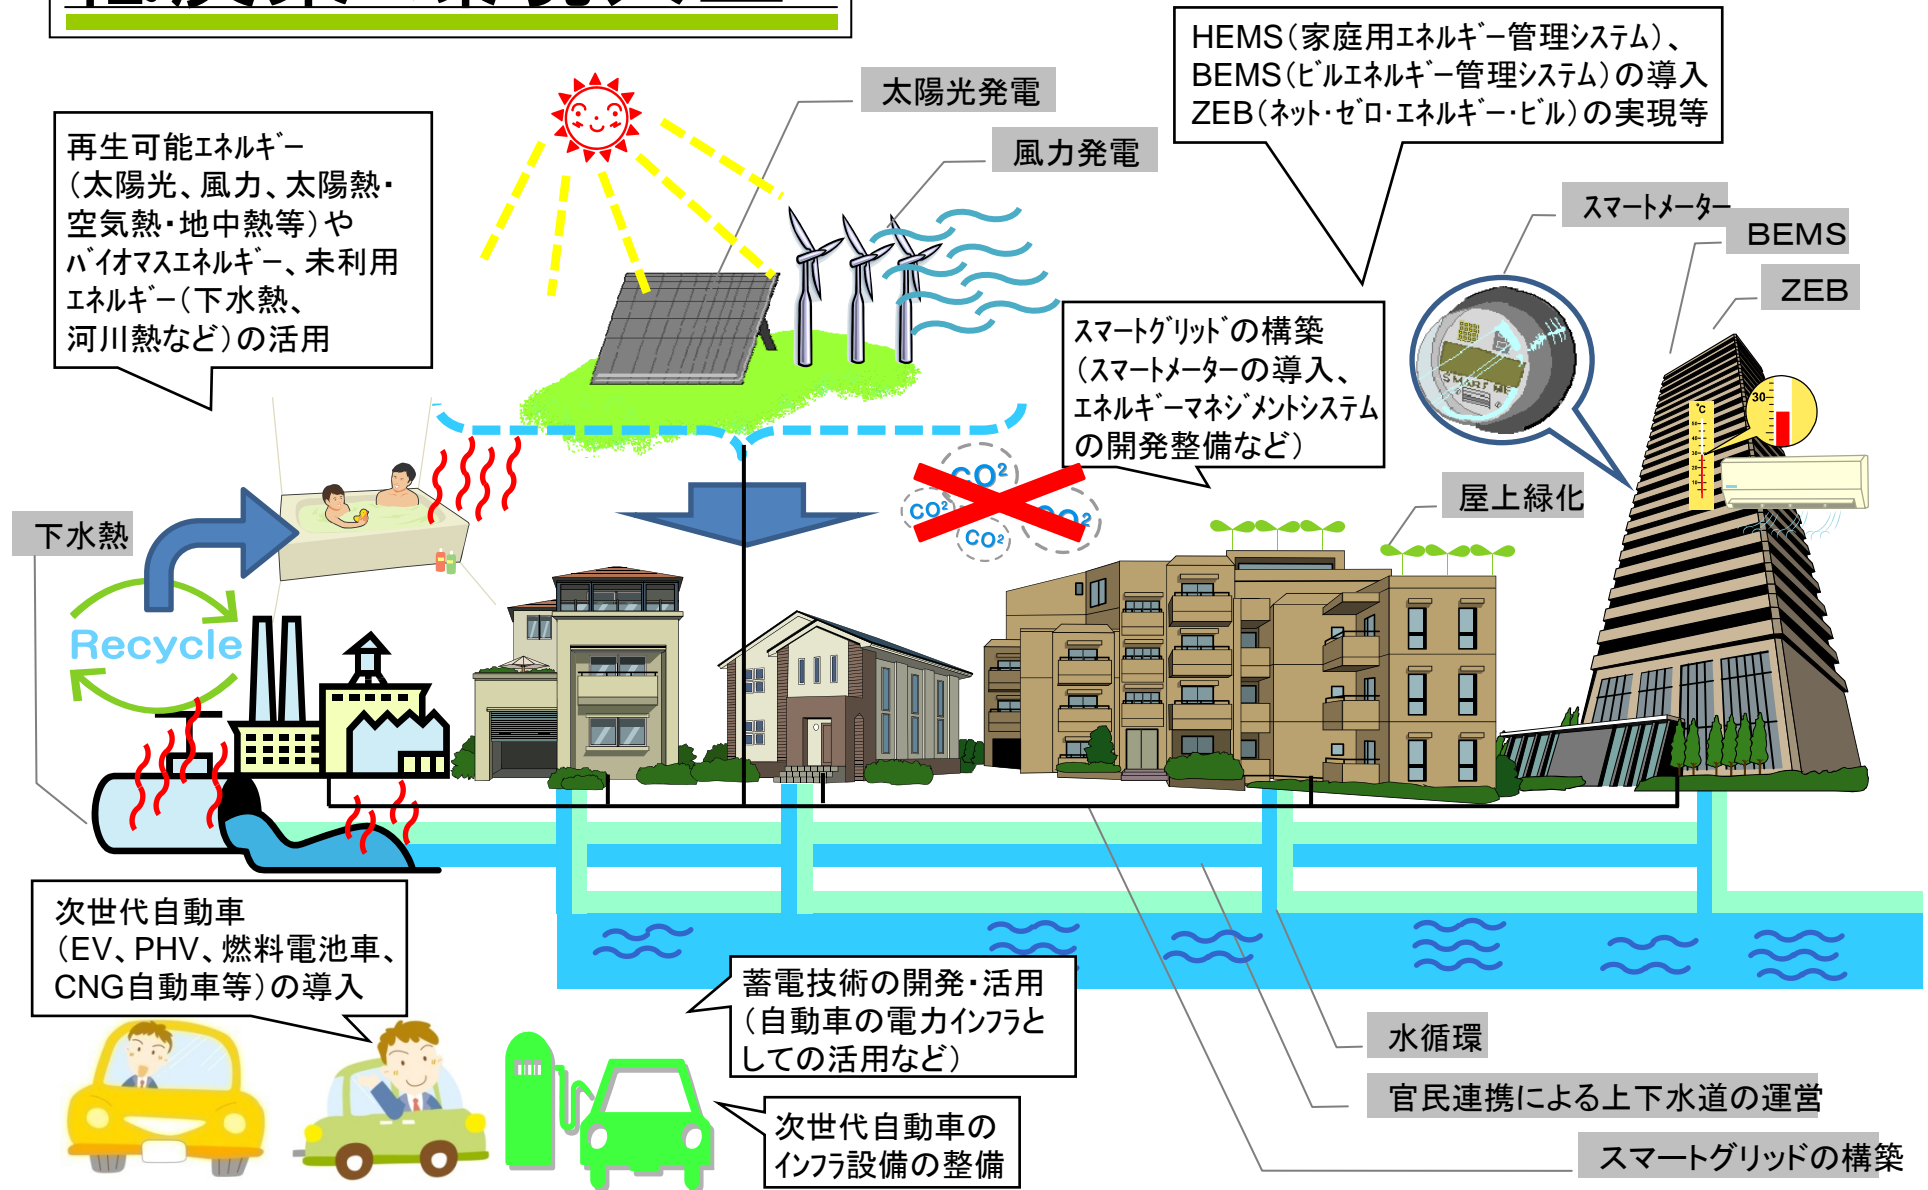 HEMS（家庭用ｴﾈﾙｷﾞｰ管理ｼｽﾃﾑ）、
BEMS（ﾋﾞﾙｴﾈﾙｷﾞｰ管理ｼｽﾃﾑ）の導入
ZEB（ﾈｯﾄ･ｾﾞﾛ･ｴﾈﾙｷﾞｰ･ﾋﾞﾙ）の実現等
太陽光発電
風力発電
再生可能ｴﾈﾙｷﾞｰ
（太陽光、風力、太陽熱・
空気熱・地中熱等）や
ﾊﾞｲｵﾏｽｴﾈﾙｷﾞｰ、未利用
ｴﾈﾙｷﾞｰ（下水熱、
河川熱など）の活用
ｽﾏｰﾄﾒｰﾀｰ
ＢＥＭＳ
ＺＥＢ
ｽﾏｰﾄｸﾞﾘｯﾄﾞの構築
（ｽﾏｰﾄﾒｰﾀｰの導入、
ｴﾈﾙｷﾞｰﾏﾈｼﾞﾒﾝﾄｼｽﾃﾑ
の開発整備など）
SMART ME
30
℃
CO²
CO²
CO²
CO²
屋上緑化
下水熱
Recycle
次世代自動車
（EV、PHV、燃料電池車、
CNG自動車等）の導入
蓄電技術の開発・活用
（自動車の電力ｲﾝﾌﾗと
しての活用など）
次世代自動車の
ｲﾝﾌﾗ設備の整備
水循環
官民連携による上下水道の運営
スマートグリッドの構築